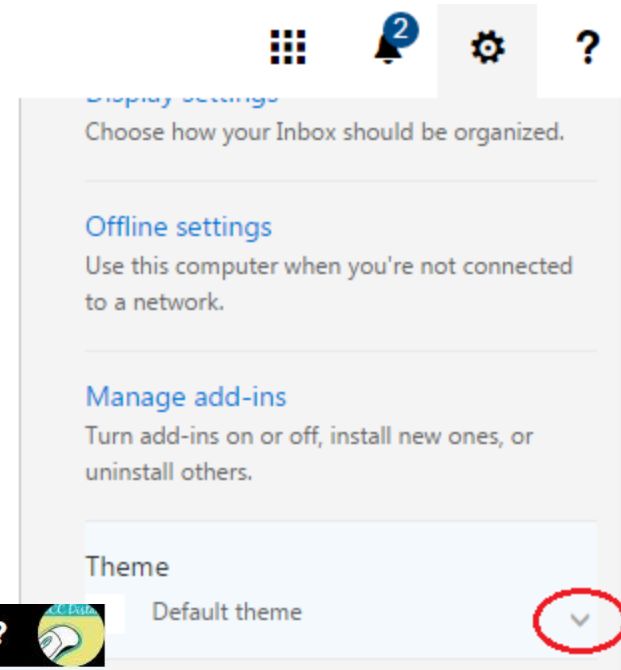 2
?
Display settings
Choose how your Inbox should be organized.
Offline settings
Use this computer when you're not connected
to a network.
Manage add-ins
Turn add-ins on or off, install new ones, or
uninstall others.
Theme
Default theme
?